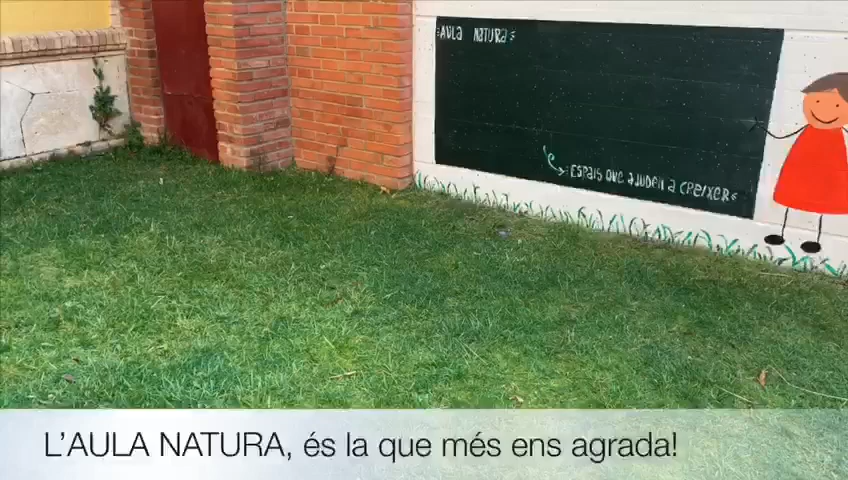 AULA NATURA
ESPAIS QUE AJUDEN A CRÉIXER
L'AULA NATURA, és la que més ens agrada!